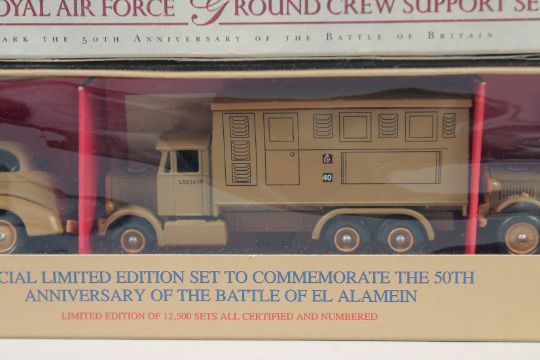 ROYAL AIR FORCE GROUND CREW SUPPORT SE
ARK THE 50TH ANNIVERSARY OF THE BATTLE OF BRITAIN
40
CIAL LIMITED EDITION SET TO COMMEMORATE THE 50TH
ANNIVERSARY OF THE BATTLE OF EL ALAMEIN
LIMITED EDITION OF 12,500 SETS ALL CERTIFIED AND NUMBERED